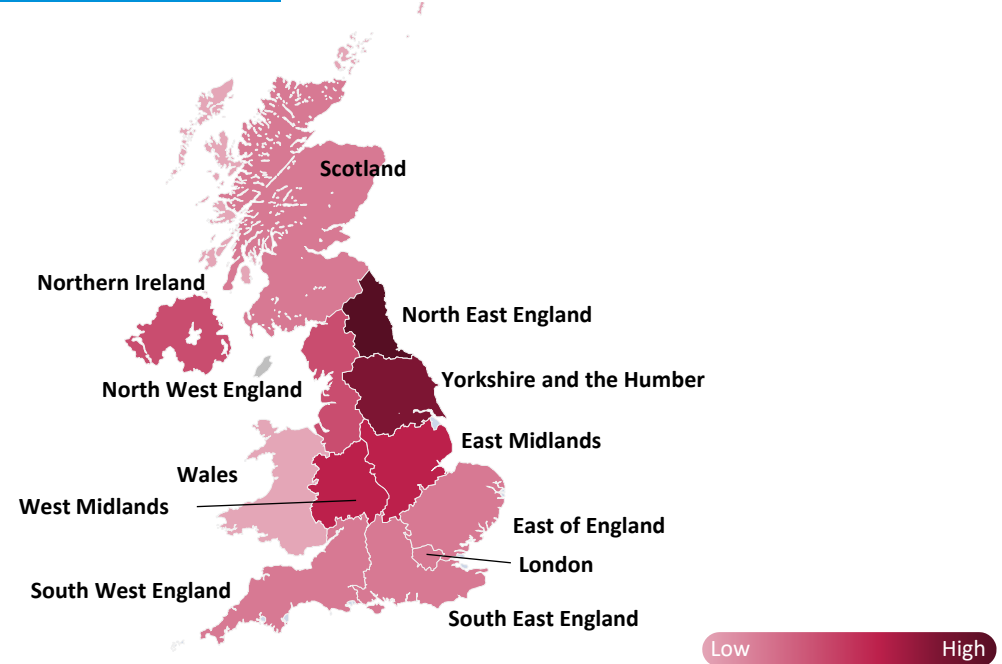 Scotland
Northern Ireland
North East England
Yorkshire and the Humber
North West England
East Midlands
Wales
West Midlands
East of England
London
South West England
South East England
Low
High